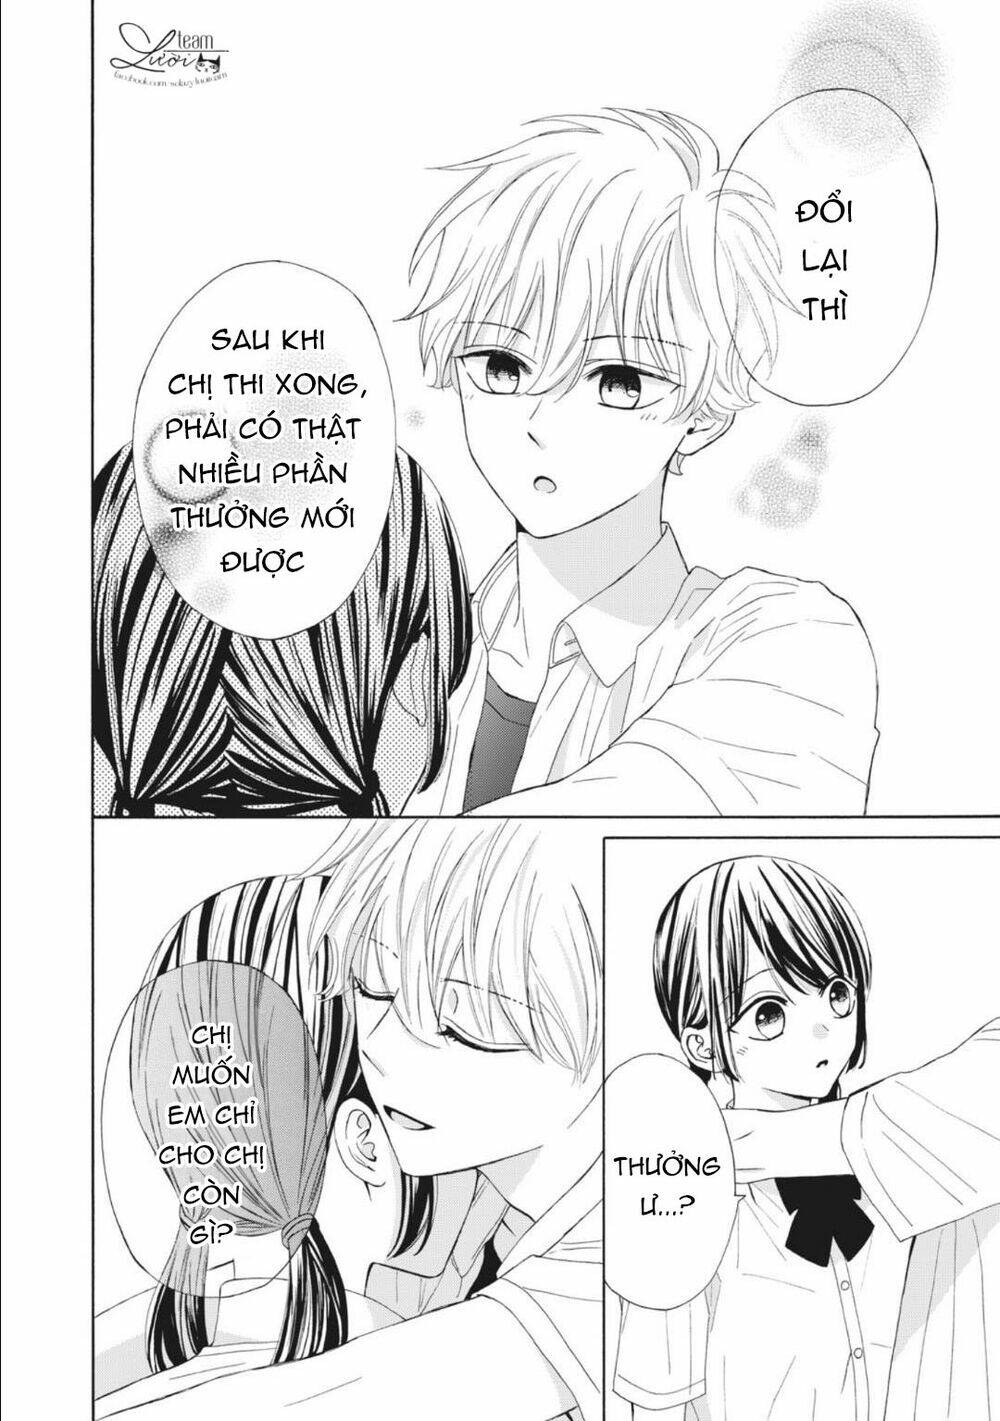 team
Lười
ĐỔI
LẠI
THÌ
SAU KHI
CHỊ THI XONG,
PHẢI CÓ THẬT
NHIỀU PHẦN
THƯỞNG MỚI
ĐƯỢC
THƯỞNG
Ư...?
CHỊ
MUỐN
EM CHỈ
CHO CHỊ
CÒN
GÌ?